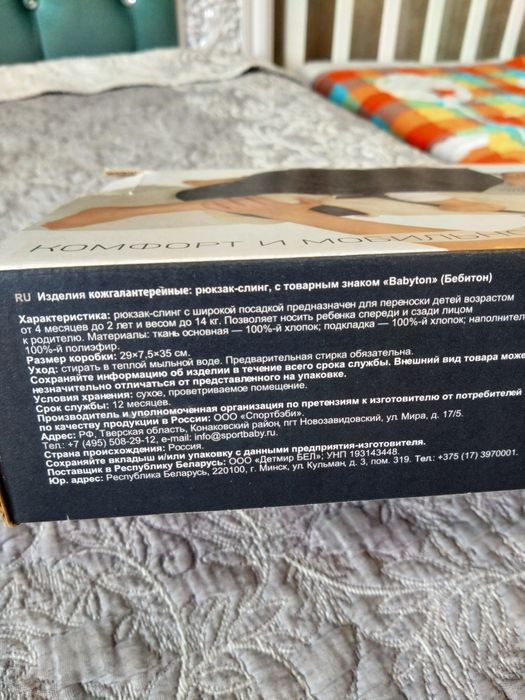 КОМФОРТ И МОБИЛЬНО
RU Изделия кожгалантерейные: рюкзак-слинг, с товарным знаком «Babyton» (Бебитон)
Характеристика: рюкзак-слинг с широкой посадкой предназначен для переноски детей возрастом
от 4 месяцев до 2 лет и весом до 14 кг. Позволяет носить ребенка спереди и сзади лицом
к родителю. Материалы: ткань основная — 100%-й хлопок; подкладка — 100%-й хлопок; наполнител
100%-й полиэфир.
Размер коробки: 29×7,5×35 см.
Уход: стирать в теплой мыльной воде. Предварительная стирка обязательна.
Сохраняйте информацию об изделии в течение всего срока службы. Внешний вид товара може
незначительно отличаться от представленного на упаковке.
Условия хранения: сухое, проветриваемое помещение.
Срок службы: 12 месяцев.
Производитель и уполномоченная организация по претензиям к изготовителю от потребителей
по качеству продукции в России: ООО «Спортбэби».
Адрес: РФ, Тверская область, Конаковский район, пгт Новозавидовский, ул. Мира, д. 17/5.
Тел.: +7 (495) 508-29-12, e-mail: info@sportbaby.ru.
Страна происхождения: Россия.
Сохраняйте вкладыш и/или упаковку с данными предприятия-изготовителя.
Поставщик в Республику Беларусь: ООО «Детмир БЕЛ»; УНП 193143448.
Юр. адрес: Республика Беларусь, 220100, г. Минск, ул. Кульман, д. 3, пом. 319. Тел.: +375 (17) 3970001.